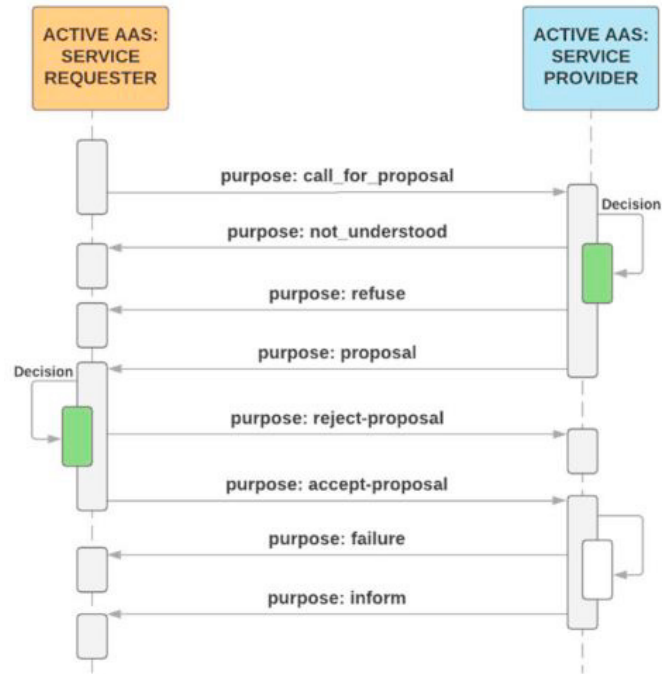 ACTIVE AAS:
SERVICE
REQUESTER
ACTIVE AAS:
SERVICE
PROVIDER
purpose: call_for_proposal
Decision
purpose: not_understood
purpose: refuse
purpose: proposal
Decision
purpose: reject-proposal
purpose: accept-proposal
purpose: failure
purpose: inform